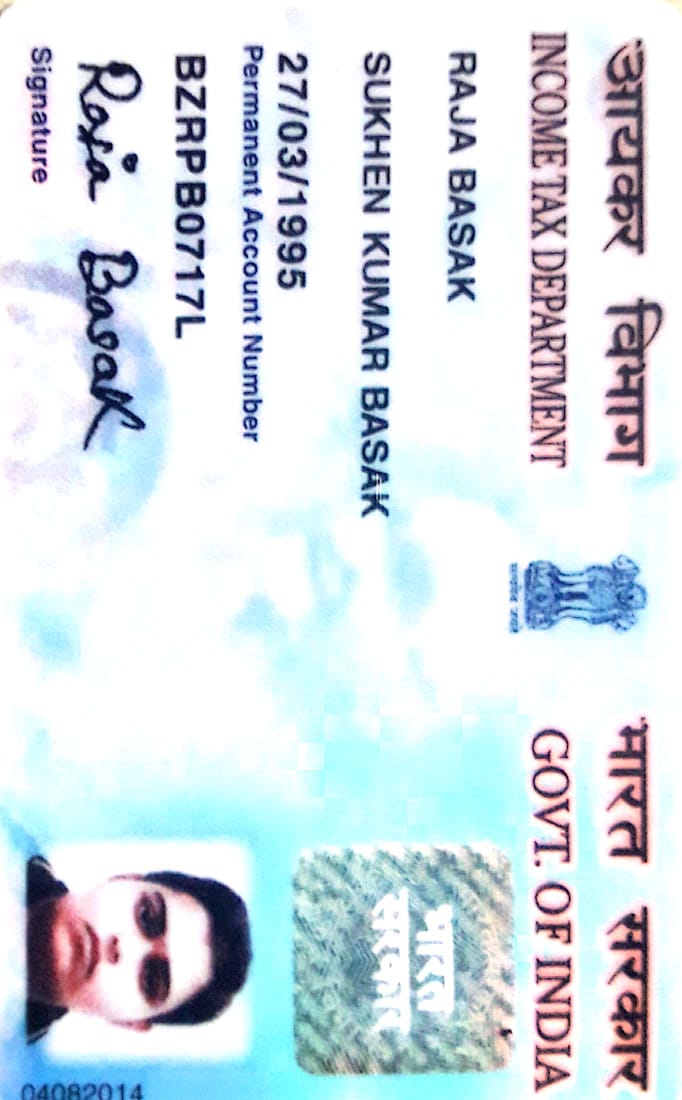 आयकर विभाग
भारत सरकार
INCOME TAX DEPARTMENT
GOVT. OF INDIA
सत्यमेव जयते
RAJA BASAK
भारत
सरकार
SUKHEN KUMAR BASAK
27/03/1995
Permanent Account Number
BZRPB0717L
Raja Basak
Signature
04082014